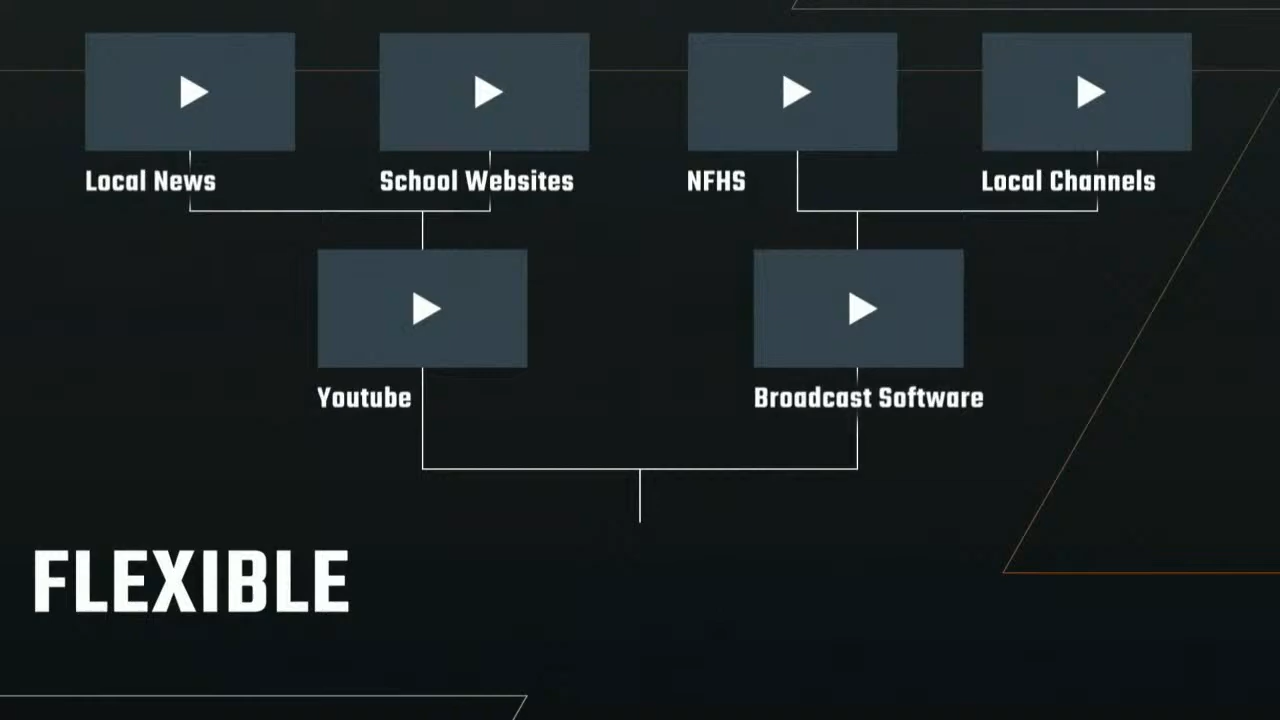 Local News
School Websites
NFHS
Local Channels
Youtube
Broadcast Software
FLEXIBLE